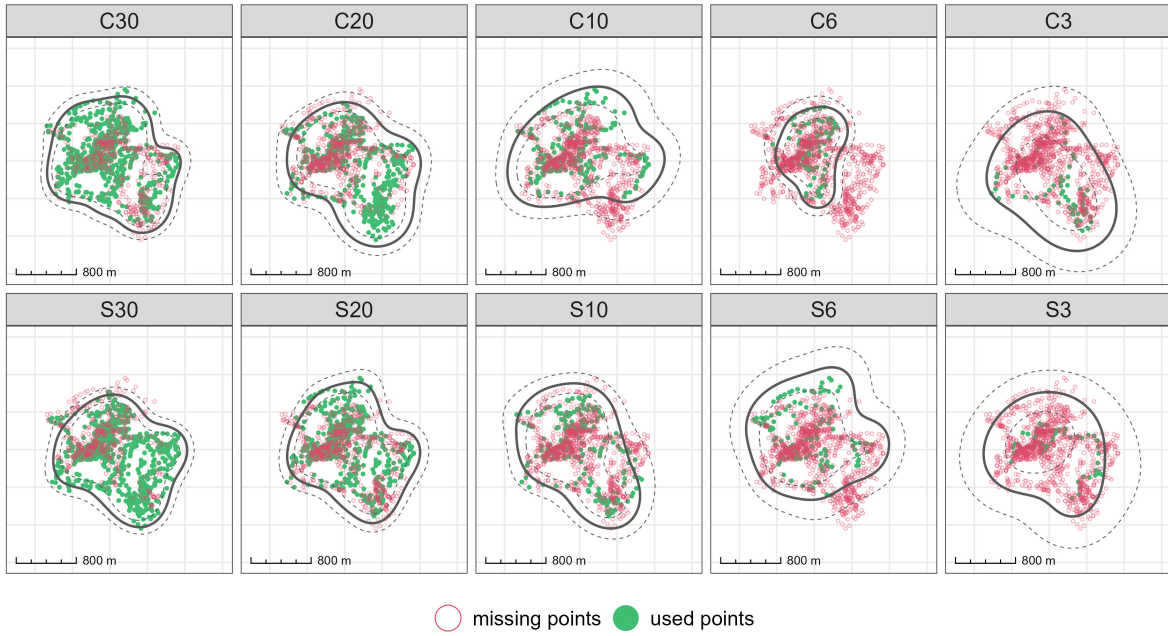 C30 C20 C10 C6 C3
800 m 800 m 800 m 800 m 800 m
S30 S20 S10 S6 S3
800 m 800 m 800 m 800 m 800 m
missing points used points